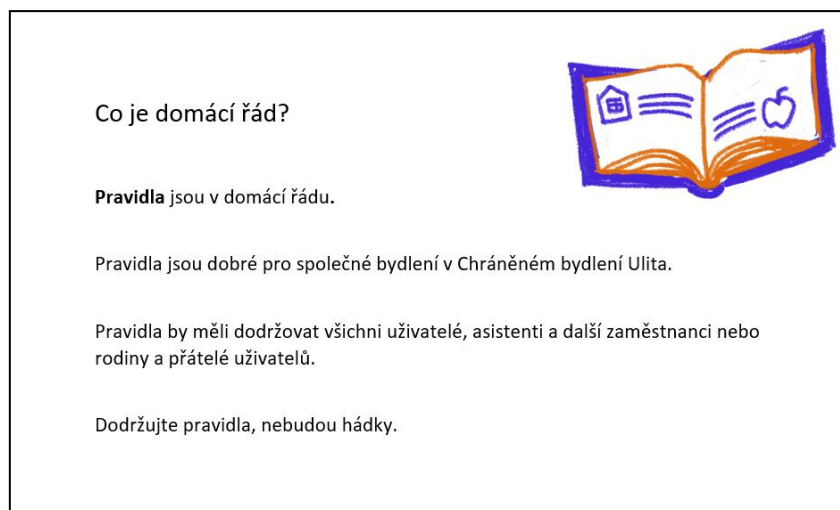 Co je domácí řád?
Pravidla jsou v domácí řádu.
Pravidla jsou dobré pro společné bydlení v Chráněném bydlení Ulita.
Pravidla by měli dodržovat všichni uživatelé, asistenti a další zaměstnanci nebo
rodiny a přátelé uživatelů.
Dodržujte pravidla, nebudou hádky.